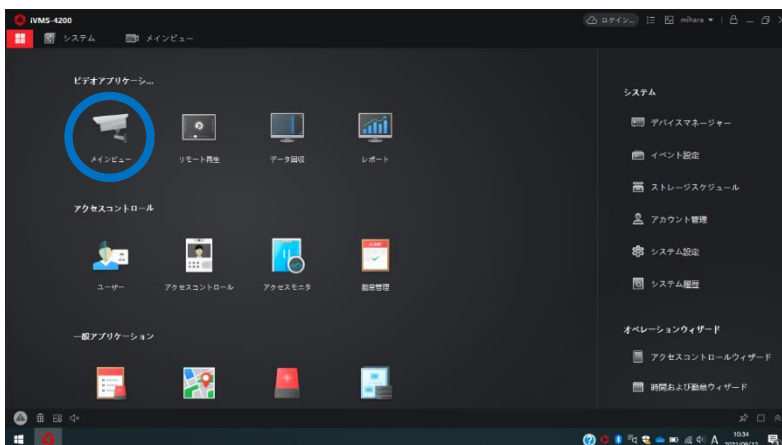 iVMS-4200
ログイン...
mihara
システム
メインビュー
ビデオアプリケーシ...
メインビュー
リモート再生
データ回収
レポート
アクセスコントロール
ユーザー
アクセスコントロール
アクセスモニタ
勤怠管理
一般アプリケーション
システム
デバイスマネージャー
イベント設定
ストレージスケジュール
アカウント管理
システム設定
システム履歴
オペレーションウィザード
アクセスコントロールウィザード
時間および勤怠ウィザード
A
10:34
2021/08/12